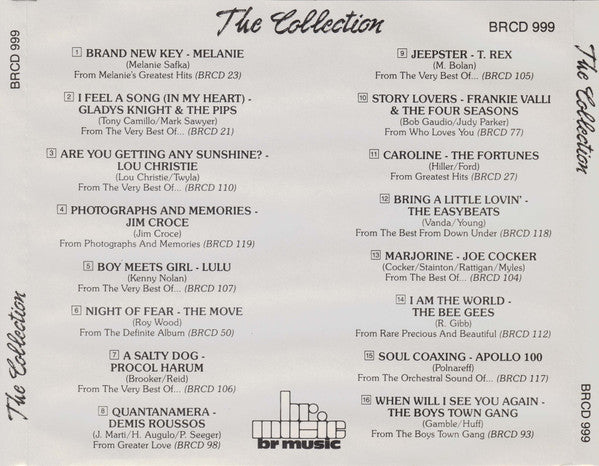 The Collection
BRCD 999
BRCD 999
The Collection
1 BRAND NEW KEY - MELANIE
(Melanie Safka)
From Melanie's Greatest Hits (BRCD 23)
2 I FEEL A SONG (IN MY HEART) -
GLADYS KNIGHT & THE PIPS
(Tony Camillo/Mark Sawyer)
From The Very Best Of... (BRCD 21)
3 ARE YOU GETTING ANY SUNSHINE? -
LOU CHRISTIE
(Lou Christie/Twyla)
From The Very Best Of... (BRCD 110)
4 PHOTOGRAPHS AND MEMORIES -
JIM CROCE
(Jim Croce)
From Photographs And Memories (BRCD 119)
5 BOY MEETS GIRL - LULU
(Kenny Nolan)
From The Very Best Of... (BRCD 107)
6 NIGHT OF FEAR - THE MOVE
(Roy Wood)
From The Definite Album (BRCD 50)
7 A SALTY DOG -
PROCOL HARUM
(Brooker/Reid)
From The Very Best Of... (BRCD 106)
8 QUANTANAMERA -
DEMIS ROUSSOS
(J. Marti/H. Augulo/P. Seeger)
From Greater Love (BRCD 98)
9 JEEPSTER - T. REX
(M. Bolan)
From The Very Best Of... (BRCD 105)
10 STORY LOVERS - FRANKIE VALLI
& THE FOUR SEASONS
(Bob Gaudio/Judy Parker)
From Who Loves You (BRCD 77)
11 CAROLINE - THE FORTUNES
(Hiller/Ford)
From Greatest Hits (BRCD 27)
12 BRING A LITTLE LOVIN' -
THE EASYBEATS
(Vanda/Young)
From The Best From Down Under (BRCD 118)
13 MARJORINE - JOE COCKER
(Cocker/Stainton/Rattigan/Myles)
From The Best Of... (BRCD 104)
14 I AM THE WORLD -
THE BEE GEES
(R. Gibb)
From Rare Precious And Beautiful (BRCD 112)
15 SOUL COAXING - APOLLO 100
(Polnareff)
From The Orchestral Sound Of... (BRCD 117)
16 WHEN WILL I SEE YOU AGAIN -
THE BOYS TOWN GANG
(Gamble/Huff)
From The Boys Town Gang (BRCD 93)
br.
music
br music
The Collection
BRCD 999